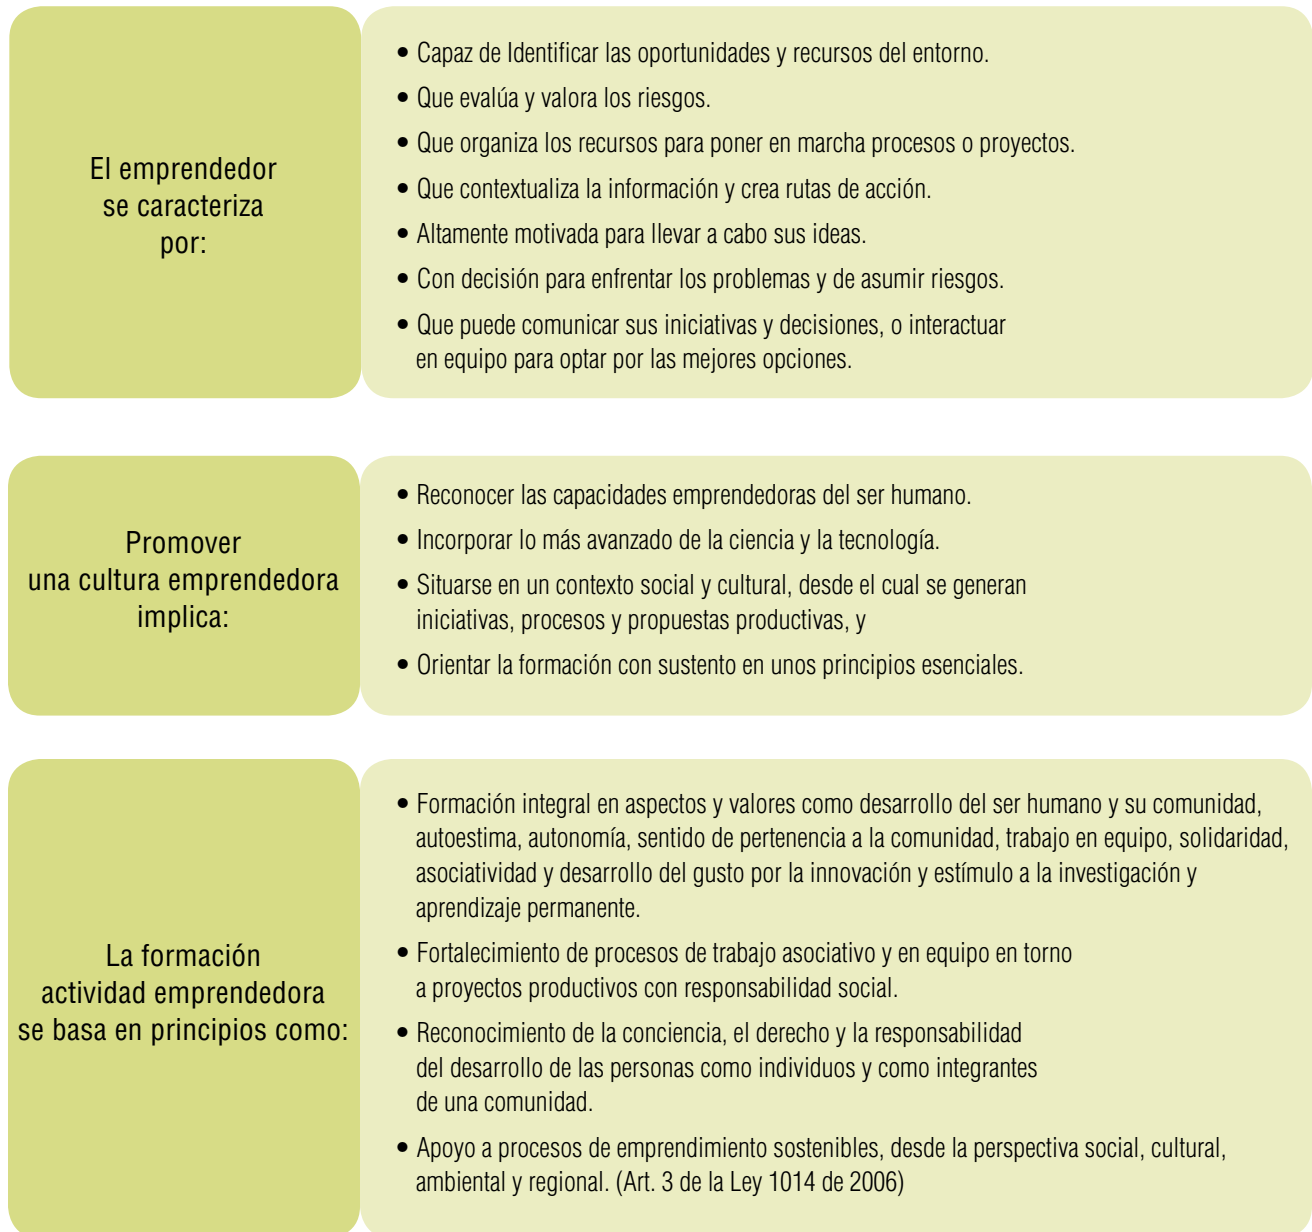 El emprendedor
se caracteriza
por:
• Capaz de Identificar las oportunidades y recursos del entorno.
• Que evalúa y valora los riesgos.
• Que organiza los recursos para poner en marcha procesos o proyectos.
• Que contextualiza la información y crea rutas de acción.
• Altamente motivada para llevar a cabo sus ideas.
• Con decisión para enfrentar los problemas y de asumir riesgos.
• Que puede comunicar sus iniciativas y decisiones, o interactuar
en equipo para optar por las mejores opciones.
Promover
una cultura emprendedora
implica:
• Reconocer las capacidades emprendedoras del ser humano.
• Incorporar lo más avanzado de la ciencia y la tecnología.
• Situarse en un contexto social y cultural, desde el cual se generan
iniciativas, procesos y propuestas productivas, y
• Orientar la formación con sustento en unos principios esenciales.
La formación
actividad emprendedora
se basa en principios como:
• Formación integral en aspectos y valores como desarrollo del ser humano y su comunidad,
autoestima, autonomía, sentido de pertenencia a la comunidad, trabajo en equipo, solidaridad,
asociatividad y desarrollo del gusto por la innovación y estímulo a la investigación y
aprendizaje permanente.
• Fortalecimiento de procesos de trabajo asociativo y en equipo en torno
a proyectos productivos con responsabilidad social.
• Reconocimiento de la conciencia, el derecho y la responsabilidad
del desarrollo de las personas como individuos y como integrantes
de una comunidad.
• Apoyo a procesos de emprendimiento sostenibles, desde la perspectiva social, cultural,
ambiental y regional. (Art. 3 de la Ley 1014 de 2006)